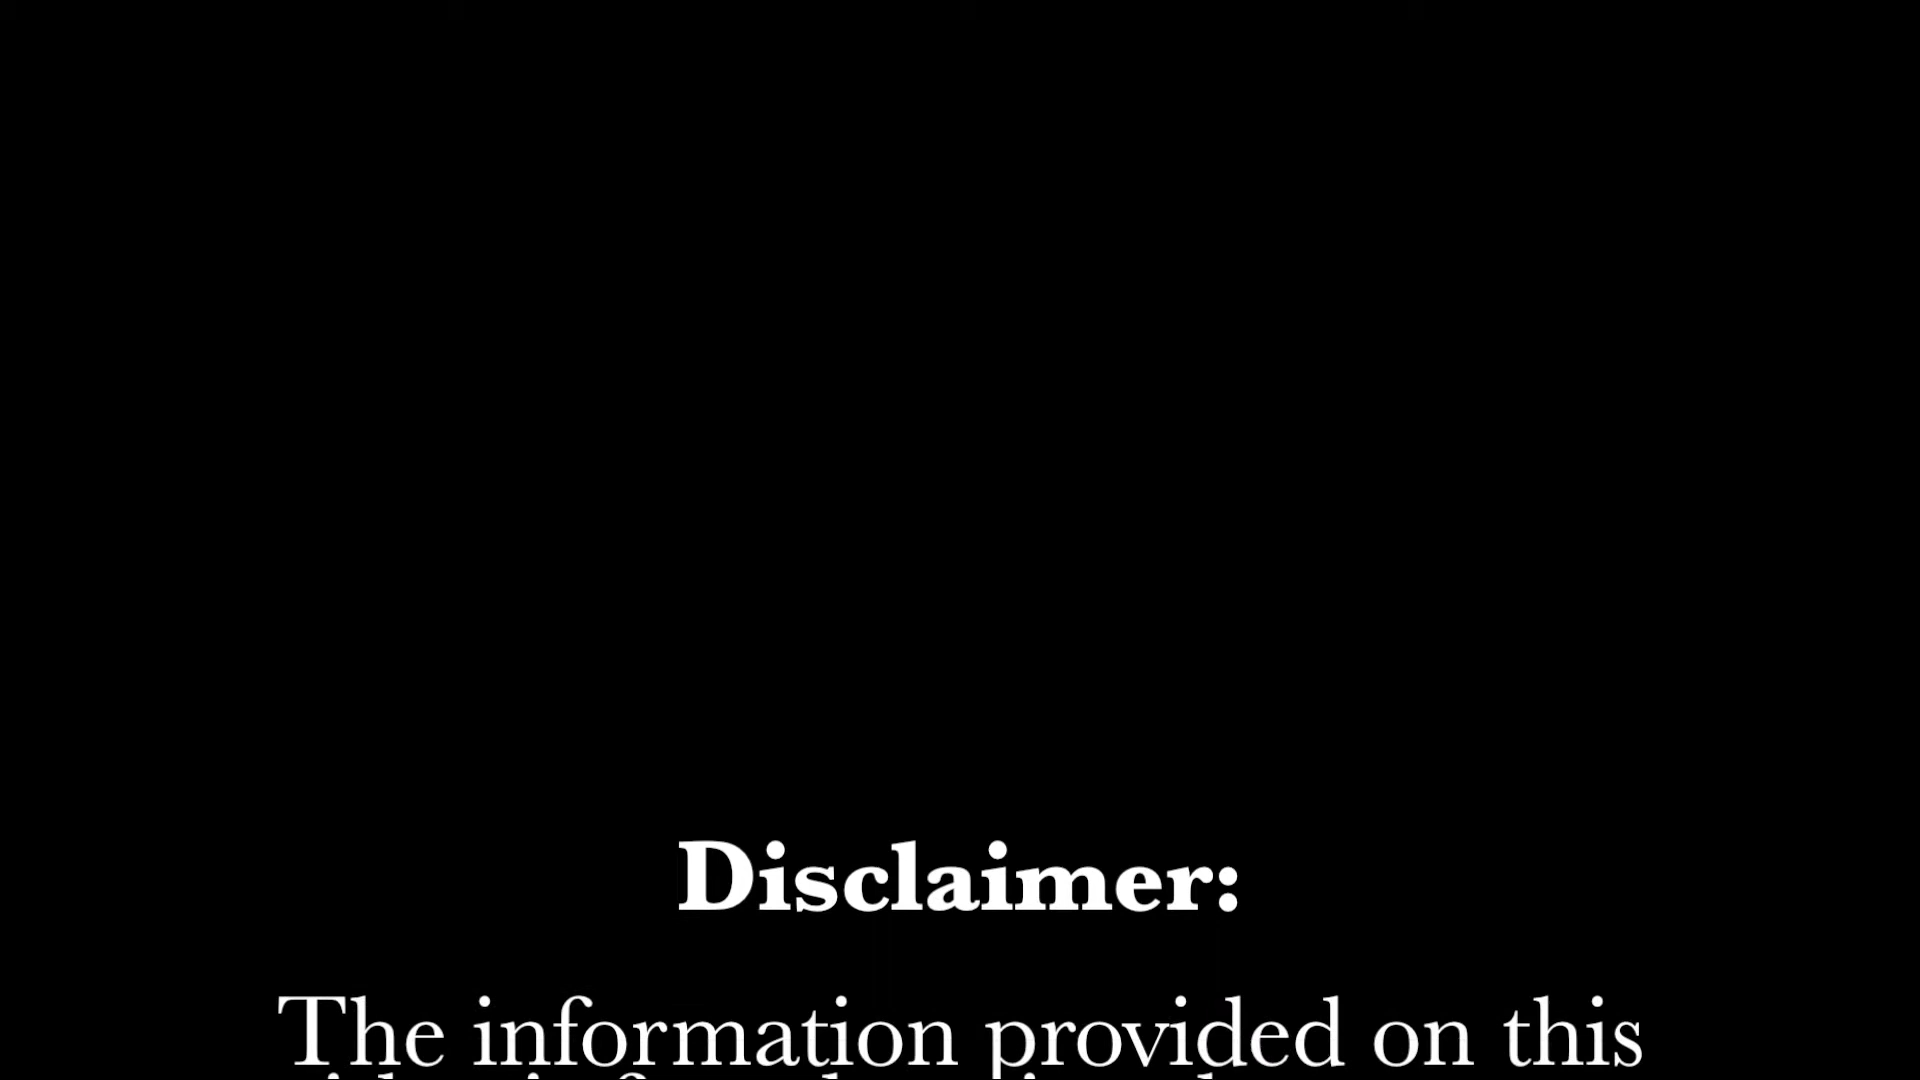 Disclaimer:
The information provided on this